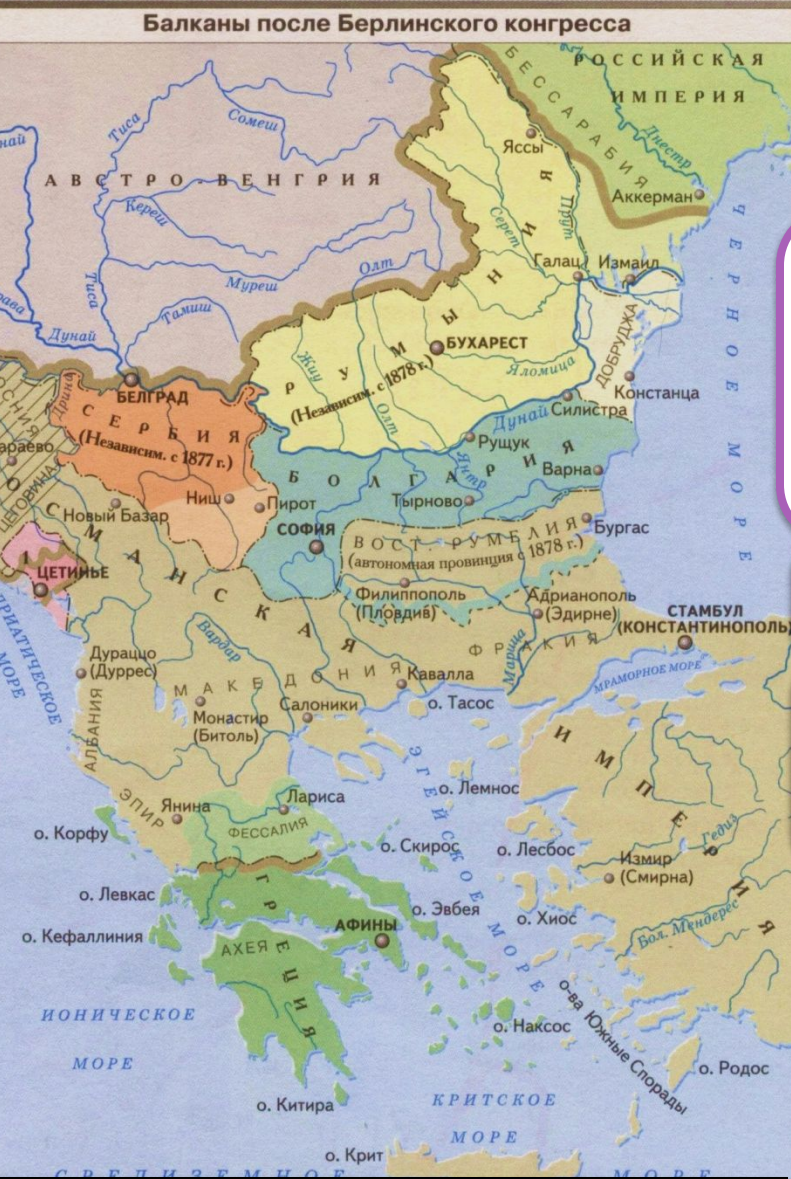 Балканы после Берлинского конгресса
РОССИЙСКАЯ
ИМПЕРИЯ
БЕССАРАБИЯ
Днестр
Аккерман
Яссы
Прут
Серет
Галац
Измаил
Тиса
Сомеш
АВСТРО-ВЕНГРИЯ
Кереш
Муреш
Тиса
Тамиш
Олт
Дунай
РУМЫНИЯ
(Независим. с 1878 г.)
БУХАРЕСТ
Жиу
Олт
Яломица
ДОБРУДЖА
Констанца
Силистра
Дунай
ЧЕРНОЕ МОРЕ
БЕЛГРАД
Дрина
СЕРБИЯ
(Независим. с 1877 г.)
Рущук
Янтр
БОЛГАРИЯ
Варна
Тырново
Ниш
Пирот
Новый Базар
СОФИЯ
ВОСТ. РУМЕЛИЯ
(автономная провинция с 1878 г.)
Бургас
Филиппополь
(Пловдив)
Адрианополь
(Эдирне)
СТАМБУЛ
(КОНСТАНТИНОПОЛЬ)
МРАМОРНОЕ МОРЕ
ФРАКИЯ
Марица
1
ЦЕТИНЬЕ
ОСМАНСКАЯ
ИМПЕРИЯ
Вардар
Дураццо
(Дуррес)
АЛБАНИЯ
МАКЕДОНИЯ
Кавалла
Монастир
(Битоль)
Салоники
о. Тасос
ЭПИР
Янина
Лариса
ФЕССАЛИЯ
о. Лемнос
ЭГЕЙСКОЕ МОРЕ
о. Корфу
о. Скирос
о. Лесбос
Гедиз
Измир
(Смирна)
о. Левкас
о. Эвбея
о. Хиос
Бол. Мендерес
о. Кефаллиния
АФИНЫ
АХЕЯ
ГРЕЦИЯ
ИОНИЧЕСКОЕ
МОРЕ
о. Наксос
о-ва Южные Спорады
о. Родос
о. Китира
КРИТСКОЕ
МОРЕ
о. Крит